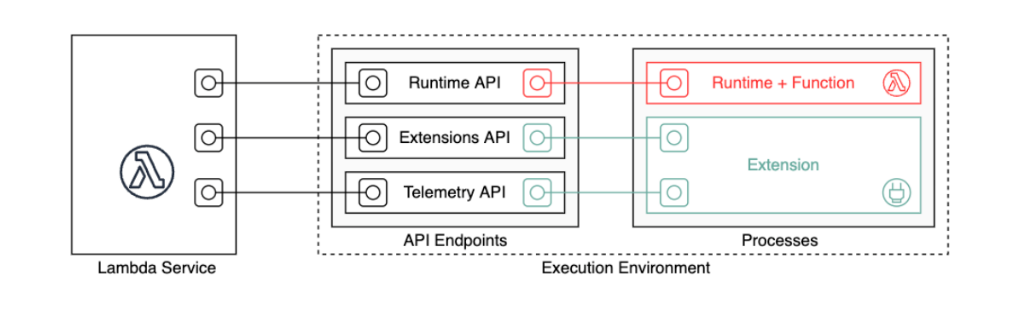 Runtime API
Runtime + Function
Extensions API
Extension
Telemetry API
API Endpoints
Processes
Lambda Service
Execution Environment